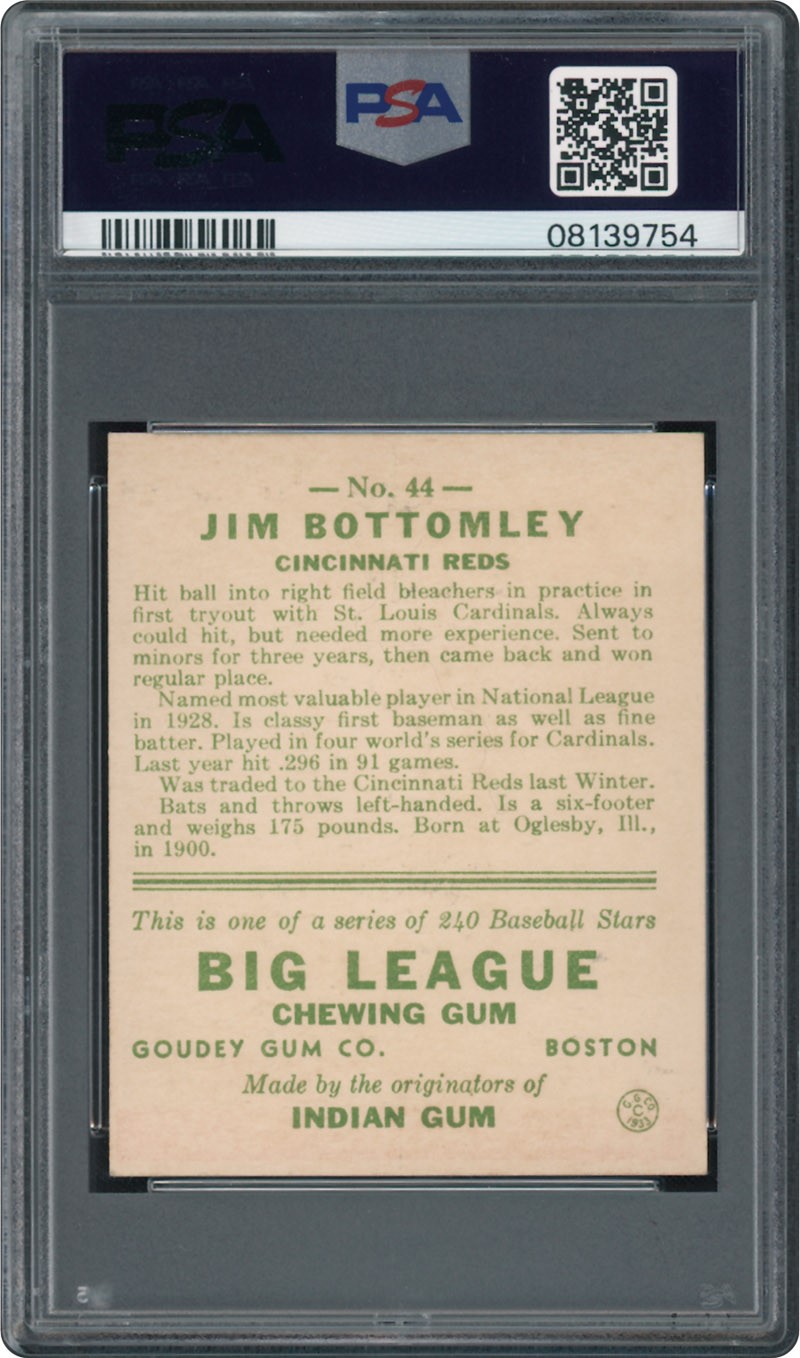 PSA
PSA
08139754
— No. 44 —
JIM BOTTOMLEY
CINCINNATI REDS
Hit ball into right field bleachers in practice in
first tryout with St. Louis Cardinals. Always
could hit, but needed more experience. Sent to
minors for three years, then came back and won
regular place.
Named most valuable player in National League
in 1928. Is classy first baseman as well as fine
batter. Played in four world's series for Cardinals.
Last year hit .296 in 91 games.
Was traded to the Cincinnati Reds last Winter.
Bats and throws left-handed. Is a six-footer
and weighs 175 pounds. Born at Oglesby, Ill.,
in 1900.
This is one of a series of 240 Baseball Stars
BIG LEAGUE
CHEWING GUM
GOUDEY GUM CO. BOSTON
Made by the originators of
INDIAN GUM
G. G. CO.
C
1933